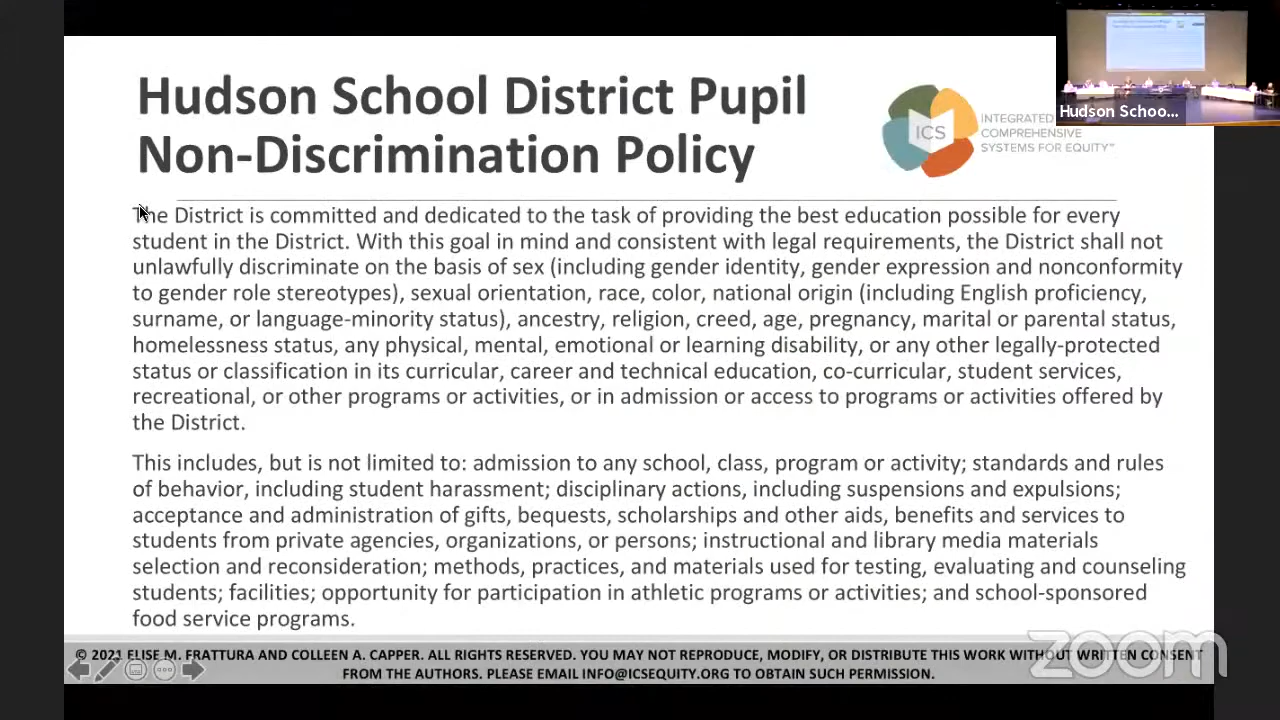 Hudson School District Pupil
Non-Discrimination Policy
ICS
INTEGRATED
COMPREHENSIVE
SYSTEMS FOR EQUITY™
Hudson Schoo...
The District is committed and dedicated to the task of providing the best education possible for every
student in the District. With this goal in mind and consistent with legal requirements, the District shall not
unlawfully discriminate on the basis of sex (including gender identity, gender expression and nonconformity
to gender role stereotypes), sexual orientation, race, color, national origin (including English proficiency,
surname, or language-minority status), ancestry, religion, creed, age, pregnancy, marital or parental status,
homelessness status, any physical, mental, emotional or learning disability, or any other legally-protected
status or classification in its curricular, career and technical education, co-curricular, student services,
recreational, or other programs or activities, or in admission or access to programs or activities offered by
the District.
This includes, but is not limited to: admission to any school, class, program or activity; standards and rules
of behavior, including student harassment; disciplinary actions, including suspensions and expulsions;
acceptance and administration of gifts, bequests, scholarships and other aids, benefits and services to
students from private agencies, organizations, or persons; instructional and library media materials
selection and reconsideration; methods, practices, and materials used for testing, evaluating and counseling
students; facilities; opportunity for participation in athletic programs or activities; and school-sponsored
food service programs.
© 2021 ELISE M. FRATTURA AND COLLEEN A. CAPPER. ALL RIGHTS RESERVED. YOU MAY NOT REPRODUCE, MODIFY, OR DISTRIBUTE THIS WORK WITHOUT WRITTEN CONSENT
FROM THE AUTHORS. PLEASE EMAIL INFO@ICSEQUITY.ORG TO OBTAIN SUCH PERMISSION.
zoom